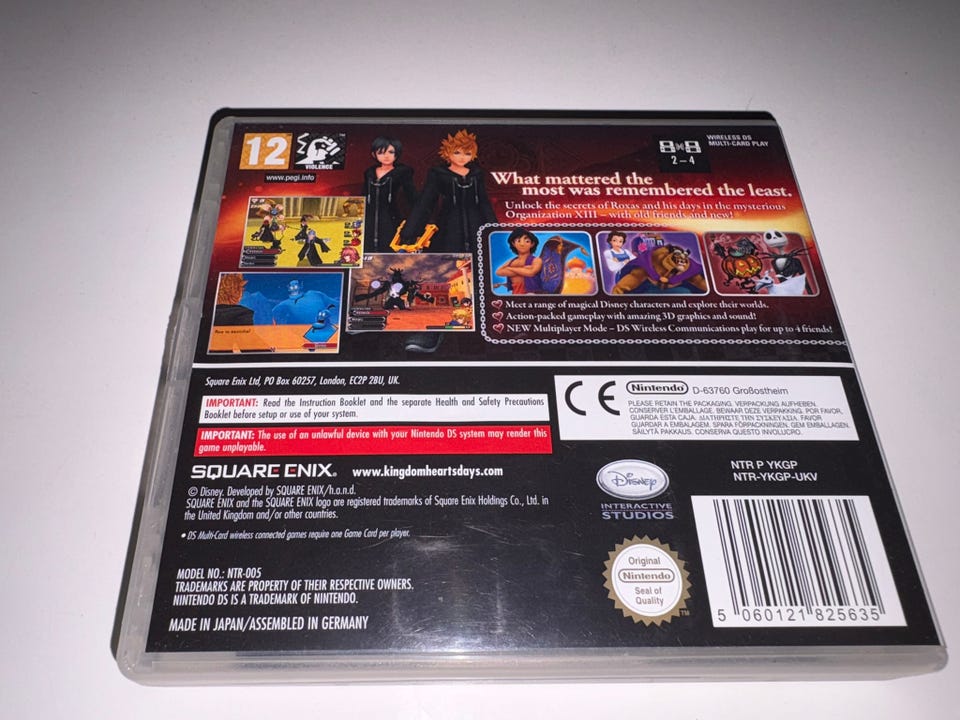 12
VIOLENCE
www.pegi.info
WIRELESS DS
MULTI-CARD PLAY
2 – 4
What mattered the
most was remembered the least.
Unlock the secrets of Roxas and his days in the mysterious
Organization XIII – with old friends and new!
Meet a range of magical Disney characters and explore their worlds.
Action-packed gameplay with amazing 3D graphics and sound!
NEW Multiplayer Mode – DS Wireless Communications play for up to 4 friends!
Square Enix Ltd, PO Box 60257, London, EC2P 2BU, UK.
IMPORTANT: Read the Instruction Booklet and the separate Health and Safety Precautions
Booklet before setup or use of your system.
IMPORTANT: The use of an unlawful device with your Nintendo DS system may render this
game unplayable.
SQUARE ENIX. www.kingdomheartsdays.com
© Disney. Developed by SQUARE ENIX/h.a.n.d.
SQUARE ENIX and the SQUARE ENIX logo are registered trademarks of Square Enix Holdings Co., Ltd. in
the United Kingdom and/or other countries.
• DS Multi-Card wireless connected games require one Game Card per player.
MODEL NO.: NTR-005
TRADEMARKS ARE PROPERTY OF THEIR RESPECTIVE OWNERS.
NINTENDO DS IS A TRADEMARK OF NINTENDO.
MADE IN JAPAN/ASSEMBLED IN GERMANY
CE
Nintendo D-63760 Großostheim
PLEASE RETAIN THE PACKAGING. VERPACKUNG AUFHEBEN.
CONSERVER L'EMBALLAGE. BEWAAR DEZE VERPAKKING. POR FAVOR,
GUARDA ESTA CAJA. ΔΙΑΤΗΡΕΙΣΤΕ ΤΗΝ ΣΥΣΚΕΥΑΣΙΑ. FAVOR
GUARDAR A EMBALAGEM. SPARA FÖRPACKNINGEN. GEM EMBALLAGEN.
SÄILYTÄ PAKKAUS. CONSERVA QUESTO INVOLUCRO.
NTR P YKGP
NTR-YKGP-UKV
Disney
INTERACTIVE
STUDIOS
Original
Nintendo
Seal of
Quality
TM
5 060121 825635